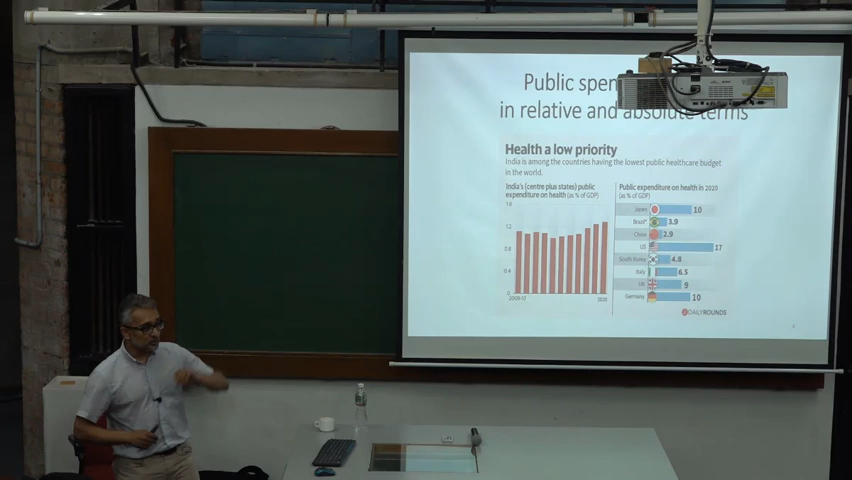 Public spen
in relative and absolute terms
Health a low priority
India is among the countries having the lowest public healthcare budget
in the world.
India's (centre plus states) public
expenditure on health (as % of GDP)
1.6
1.2
0.8
0.4
0
2009-10
2020
Public expenditure on health in 2020
(as % of GDP)
Japan 10
Brazil* 3.9
China 2.9
US 17
South Korea 4.8
Italy 6.5
UK 9
Germany 10
DAILYROUNDS